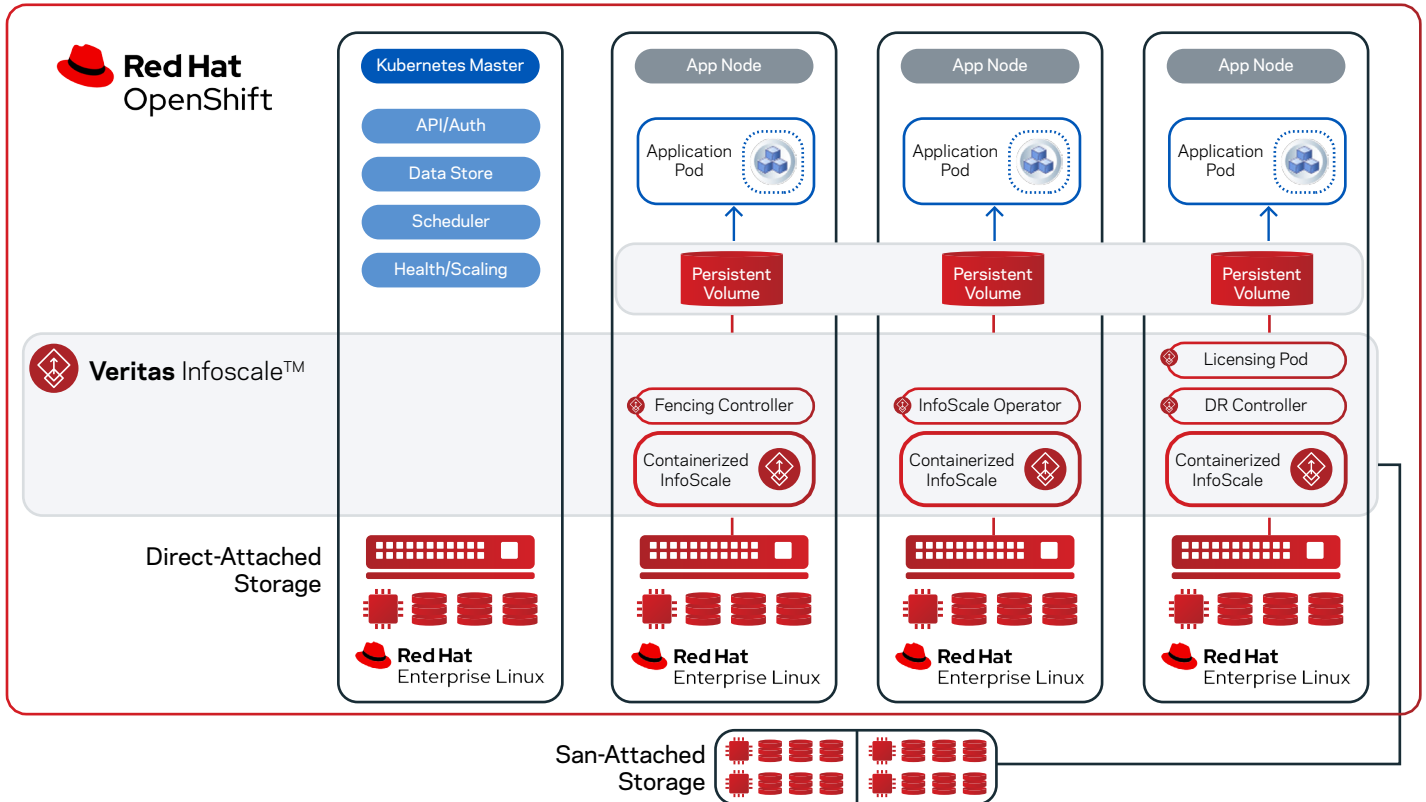 Red Hat
OpenShift
Kubernetes Master
API/Auth
Data Store
Scheduler
Health/Scaling
App Node
Application
Pod
Persistent
Volume
App Node
Application
Pod
Persistent
Volume
App Node
Application
Pod
Persistent
Volume
Veritas Infoscale™
Fencing Controller
Containerized
InfoScale
InfoScale Operator
Containerized
InfoScale
Licensing Pod
DR Controller
Containerized
InfoScale
Direct-Attached
Storage
Red Hat
Enterprise Linux
Red Hat
Enterprise Linux
Red Hat
Enterprise Linux
Red Hat
Enterprise Linux
San-Attached
Storage